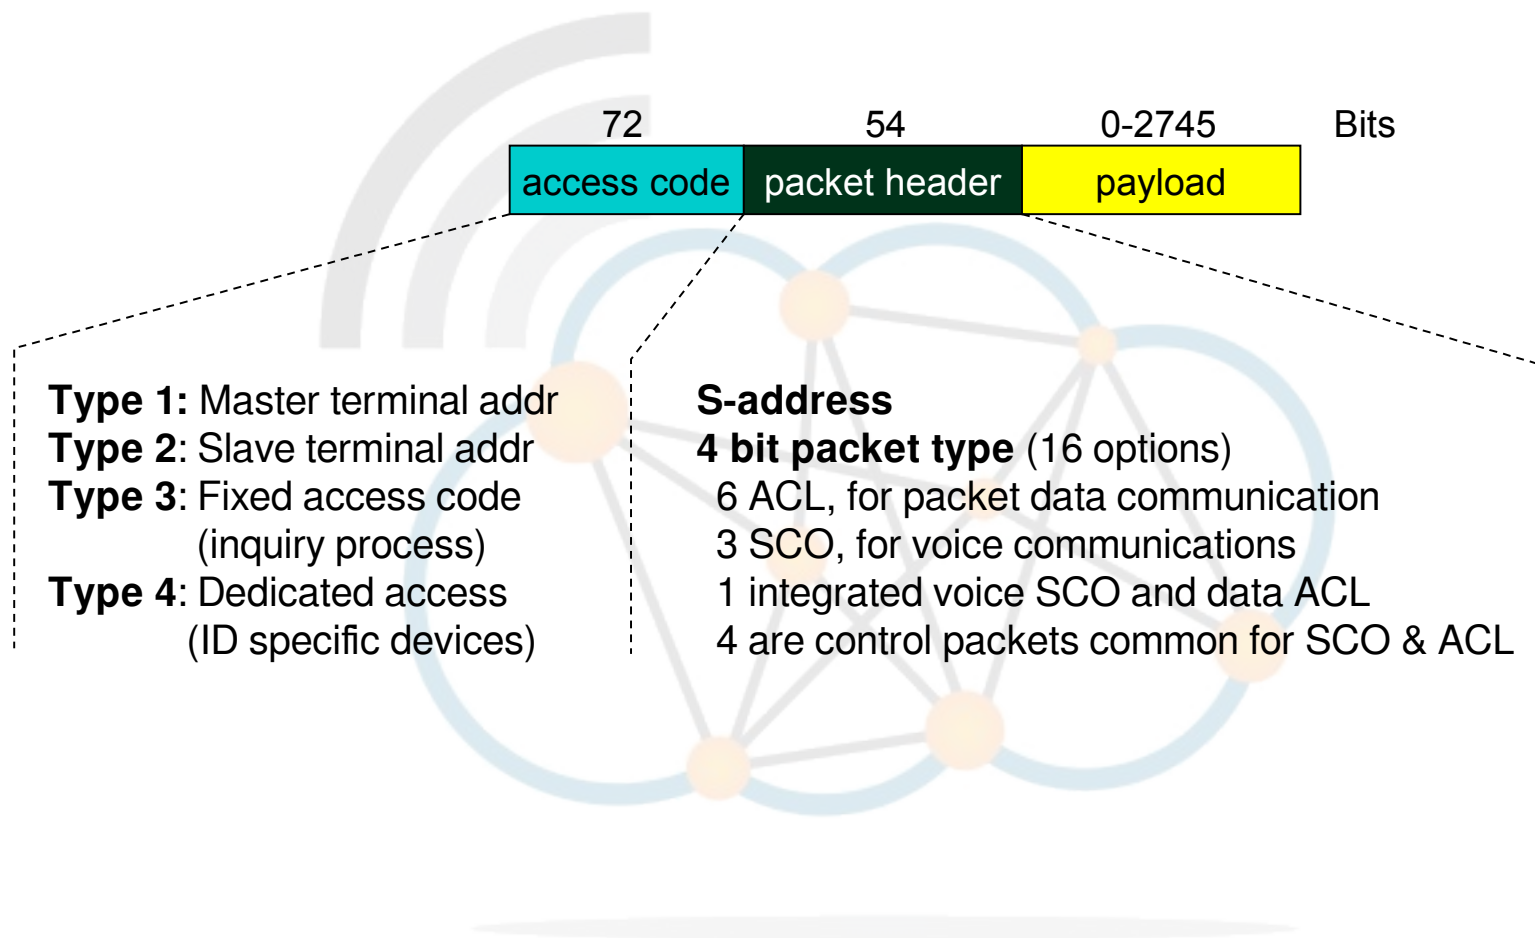 72 54 0-2745 Bits
access code packet header payload
Type 1: Master terminal addr
Type 2: Slave terminal addr
Type 3: Fixed access code
(inquiry process)
Type 4: Dedicated access
(ID specific devices)
S-address
4 bit packet type (16 options)
6 ACL, for packet data communication
3 SCO, for voice communications
1 integrated voice SCO and data ACL
4 are control packets common for SCO & ACL